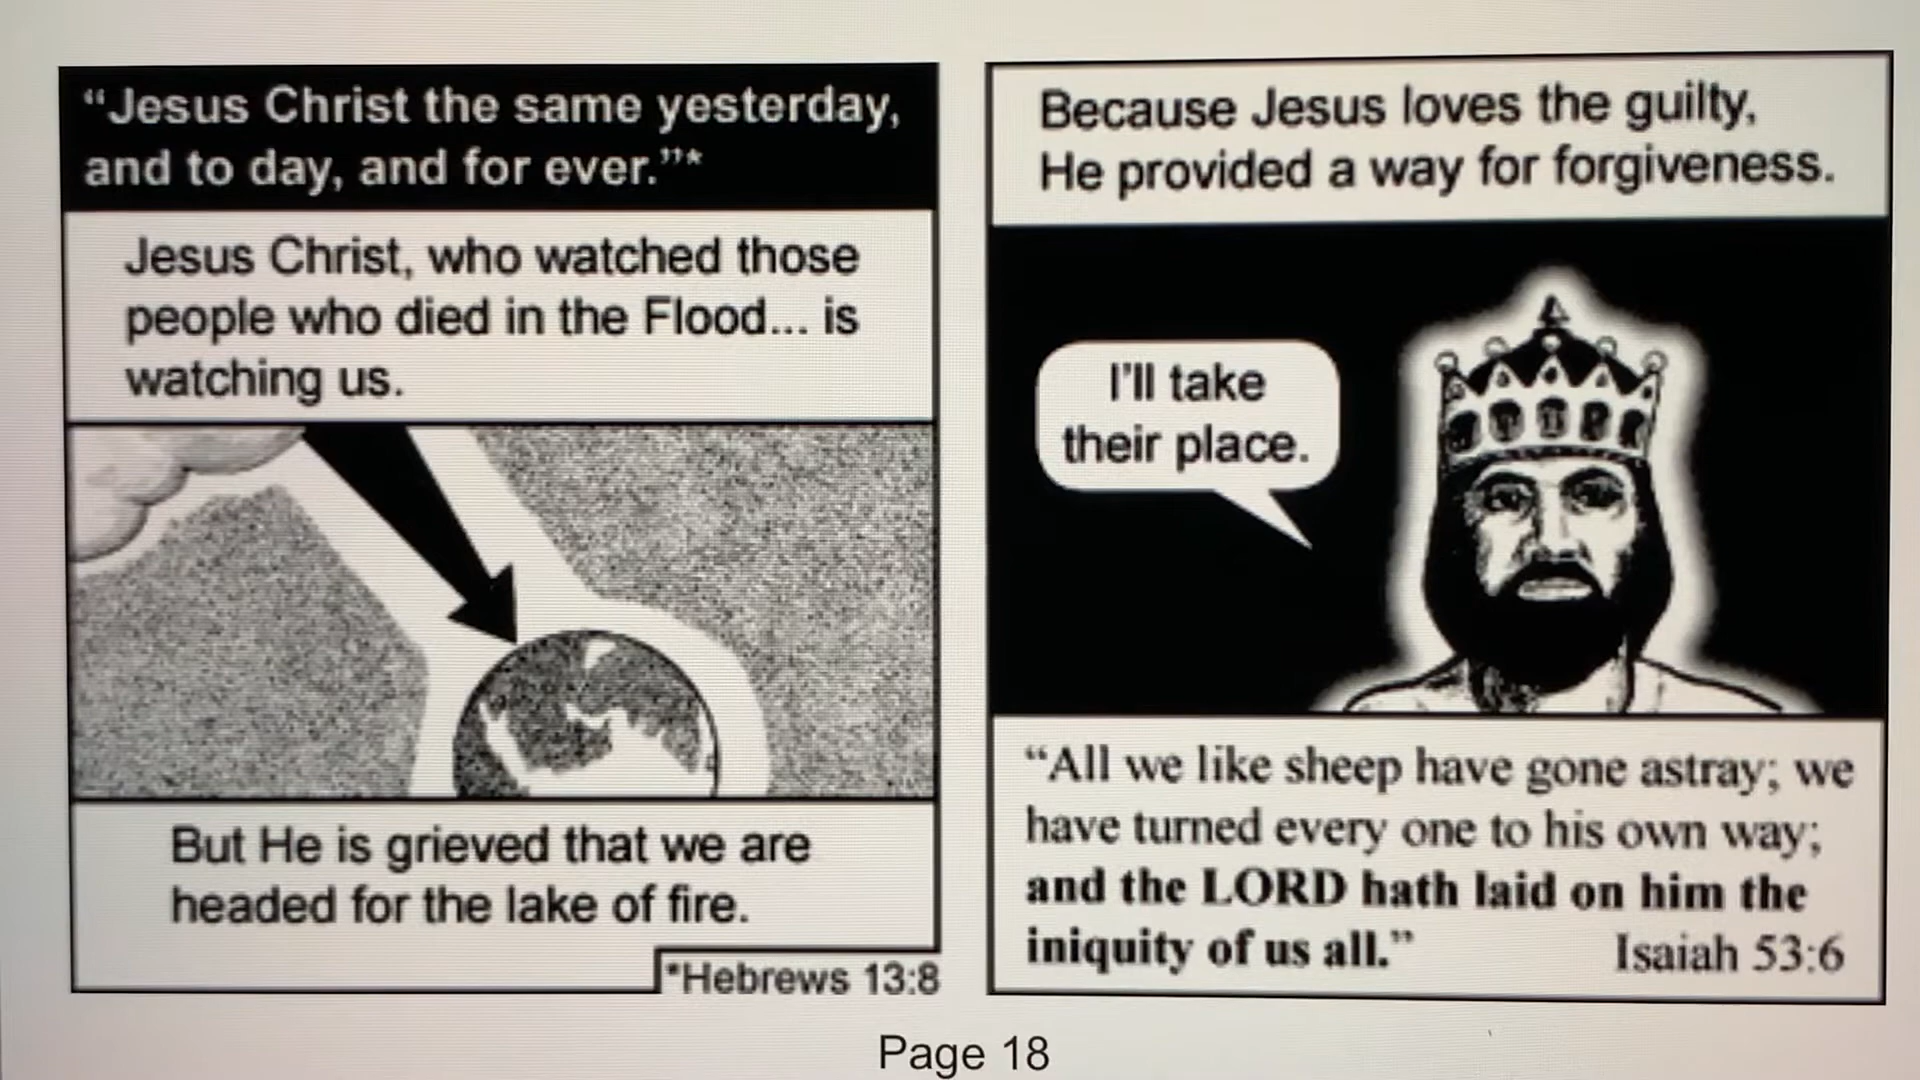 “Jesus Christ the same yesterday,
and to day, and for ever.”*
Jesus Christ, who watched those
people who died in the Flood... is
watching us.
But He is grieved that we are
headed for the lake of fire.
*Hebrews 13:8
Because Jesus loves the guilty,
He provided a way for forgiveness.
I'll take
their place.
“All we like sheep have gone astray; we
have turned every one to his own way;
and the LORD hath laid on him the
iniquity of us all.” Isaiah 53:6
Page 18